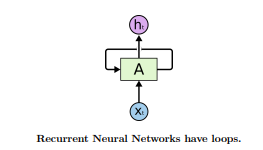 hₜ
A
xₜ
Recurrent Neural Networks have loops.